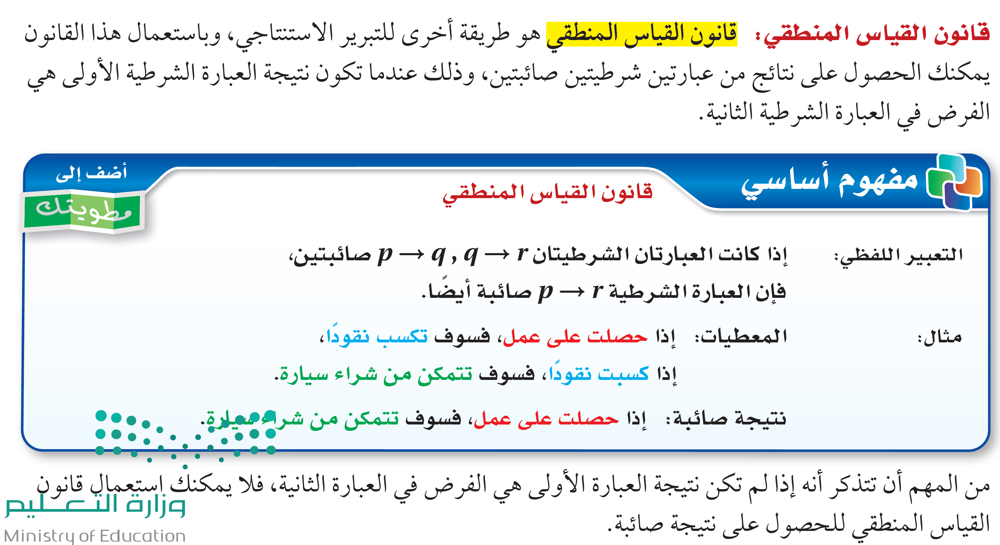 قانون القياس المنطقي: قانون القياس المنطقي هو طريقة أخرى للتبرير الاستنتاجي، وباستعمال هذا القانون
يمكنك الحصول على نتائج من عبارتين شرطيتين صائبتين، وذلك عندما تكون نتيجة العبارة الشرطية الأولى هي
الفرض في العبارة الشرطية الثانية.
مفهوم أساسي
أضف إلى
مطويتك
قانون القياس المنطقي
التعبير اللفظي: إذا كانت العبارتان الشرطيتان p → q , q → r صائبتين،
فإن العبارة الشرطية p → r صائبة أيضًا.
مثال: المعطيات: إذا حصلت على عمل، فسوف تكسب نقودًا،
إذا كسبت نقودًا، فسوف تتمكن من شراء سيارة.
نتيجة صائبة: إذا حصلت على عمل، فسوف تتمكن من شراء سيارة.
من المهم أن تتذكر أنه إذا لم تكن نتيجة العبارة الأولى هي الفرض في العبارة الثانية، فلا يمكنك استعمال قانون
القياس المنطقي للحصول على نتيجة صائبة.
وزارة التعليم
Ministry of Education